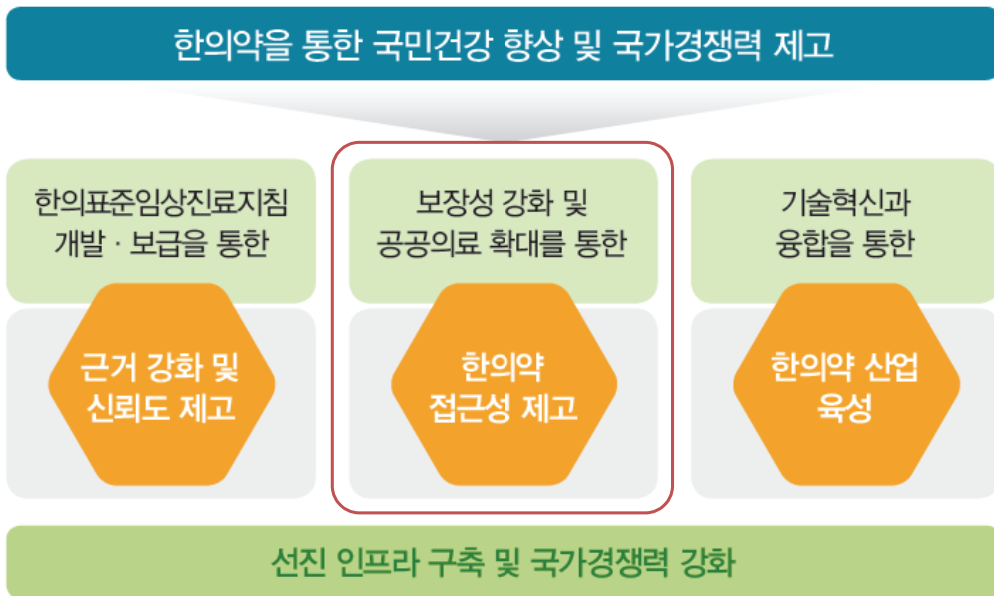 한의약을 통한 국민건강 향상 및 국가경쟁력 제고
한의표준임상진료지침
개발 · 보급을 통한
근거 강화 및
신뢰도 제고
보장성 강화 및
공공의료 확대를 통한
한의약
접근성 제고
기술혁신과
융합을 통한
한의약 산업
육성
선진 인프라 구축 및 국가경쟁력 강화